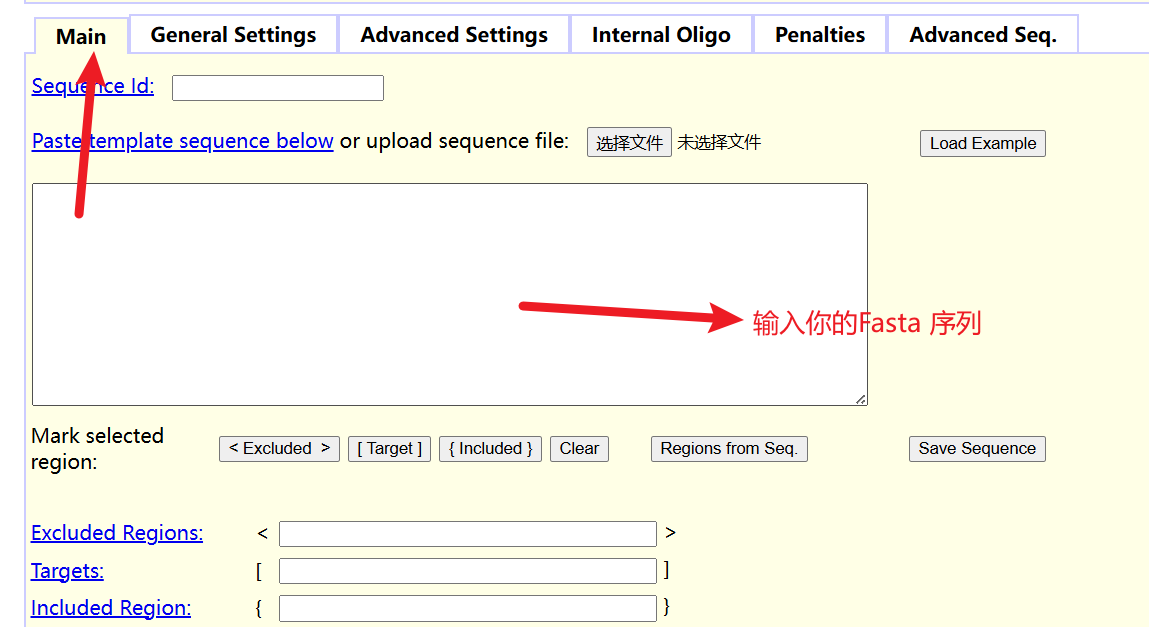 Main General Settings Advanced Settings Internal Oligo Penalties Advanced Seq.
Sequence Id:
Paste template sequence below or upload sequence file: 选择文件 未选择文件 Load Example
输入你的Fasta 序列
Mark selected
region:
< Excluded > [ Target ] { Included } Clear Regions from Seq. Save Sequence
Excluded Regions: < >
Targets: [ ]
Included Region: { }